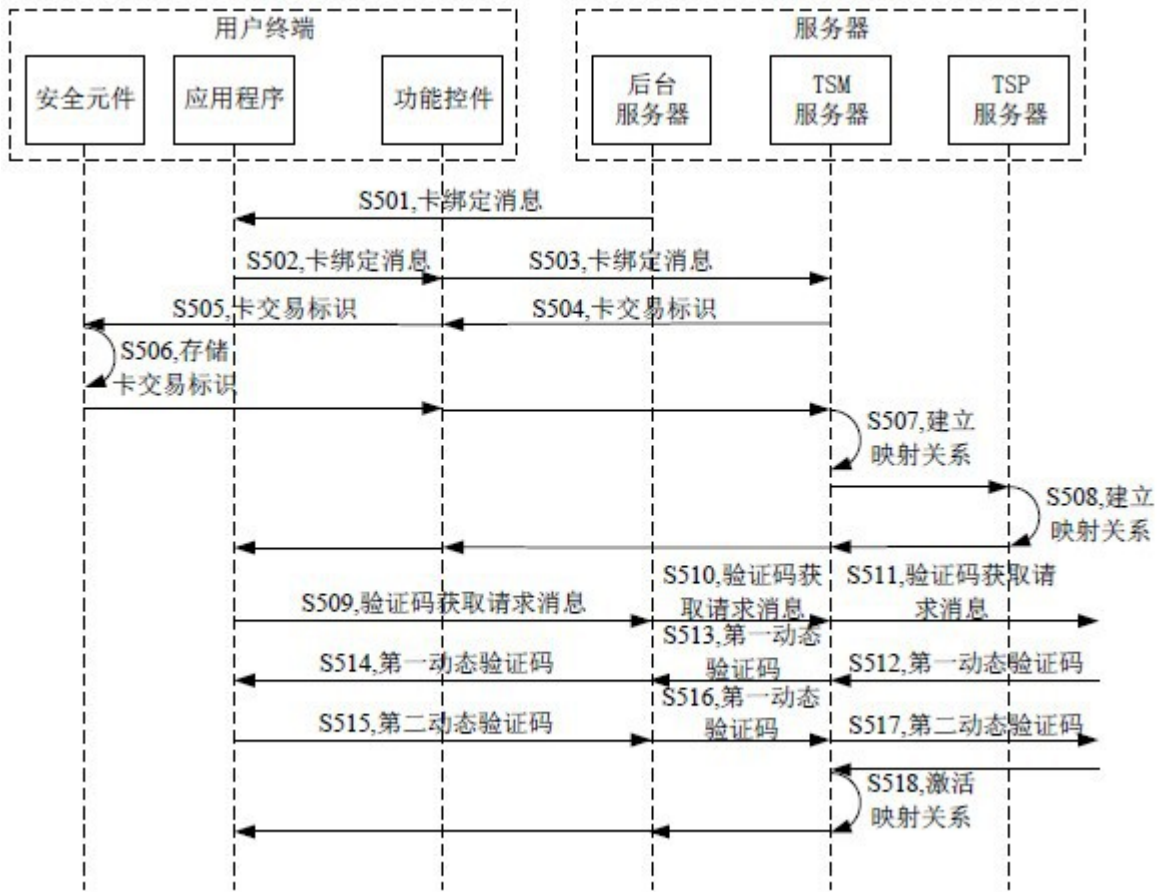 用户终端
服务器
安全元件
应用程序
功能控件
后台
服务器
TSM
服务器
TSP
服务器
S501,卡绑定消息
S502,卡绑定消息
S503,卡绑定消息
S505,卡交易标识
S504,卡交易标识
S506,存储
卡交易标识
S507,建立
映射关系
S508,建立
映射关系
S509,验证码获取请求消息
S510,验证码获
取请求消息
S511,验证码获取请
求消息
S514,第一动态验证码
S513,第一动态
验证码
S512,第一动态验证码
S515,第二动态验证码
S516,第一动态
验证码
S517,第二动态验证码
S518,激活
映射关系